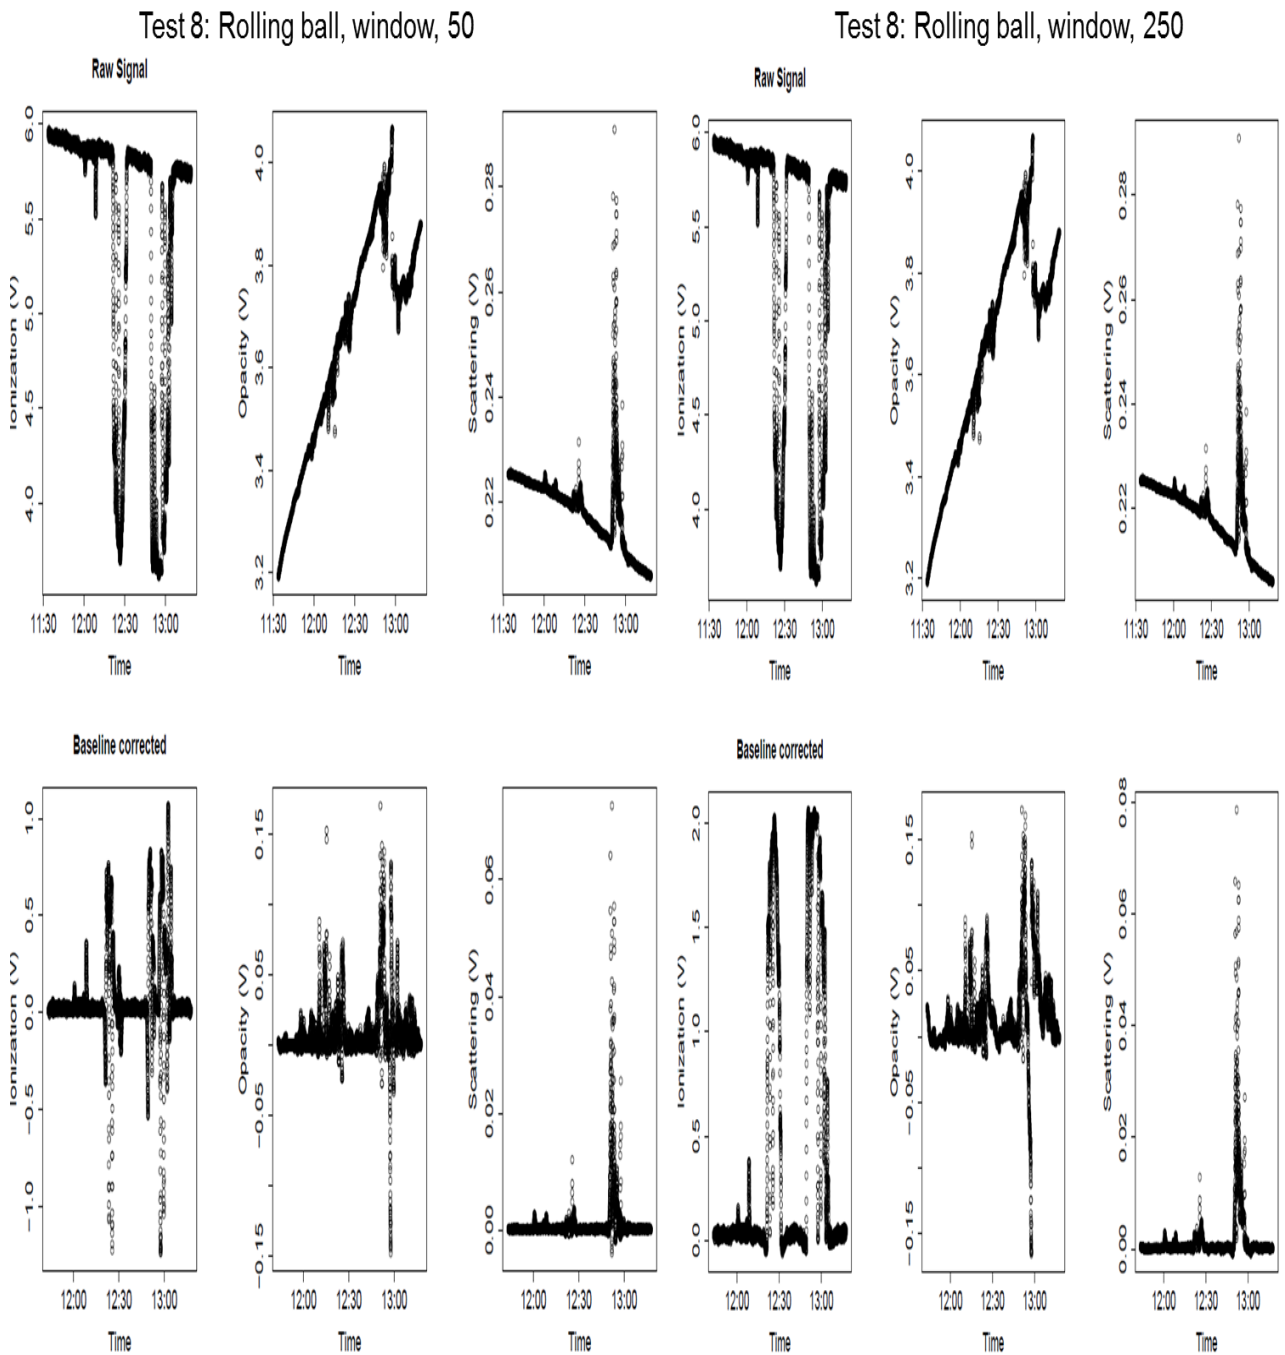 Test 8: Rolling ball, window, 50
Test 8: Rolling ball, window, 250
Raw Signal
Ionization (V)
6.0
5.5
5.0
4.5
4.0
11:30 12:00 12:30 13:00
Time
Opacity (V)
4.0
3.8
3.6
3.4
3.2
11:30 12:00 12:30 13:00
Time
Scattering (V)
0.28
0.26
0.24
0.22
11:30 12:00 12:30 13:00
Time
Raw Signal
Ionization (V)
6.0
5.5
5.0
4.5
4.0
11:30 12:00 12:30 13:00
Time
Opacity (V)
4.0
3.8
3.6
3.4
3.2
11:30 12:00 12:30 13:00
Time
Scattering (V)
0.28
0.26
0.24
0.22
11:30 12:00 12:30 13:00
Time
Baseline corrected
Ionization (V)
1.0
0.5
0.0
−0.5
−1.0
12:00 12:30 13:00
Time
Opacity (V)
0.15
0.05
−0.05
−0.15
12:00 12:30 13:00
Time
Scattering (V)
0.06
0.04
0.02
0.00
12:00 12:30 13:00
Time
Baseline corrected
Ionization (V)
2.0
1.5
1.0
0.5
0.0
12:00 12:30 13:00
Time
Opacity (V)
0.15
0.05
−0.05
−0.15
12:00 12:30 13:00
Time
Scattering (V)
0.08
0.06
0.04
0.02
0.00
12:00 12:30 13:00
Time